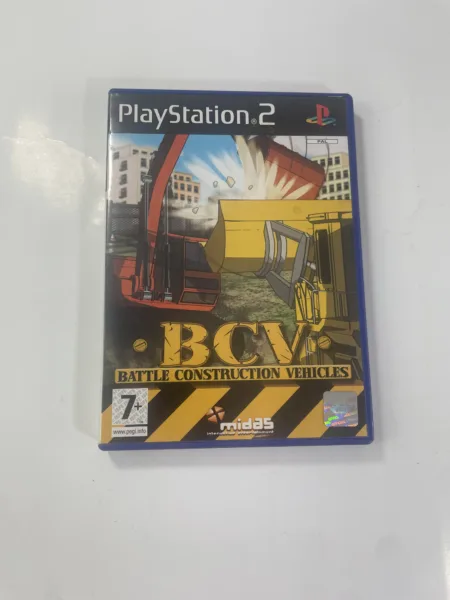 PlayStation®2
PAL
BCV
BATTLE CONSTRUCTION VEHICLES
7+
www.pegi.info
midas